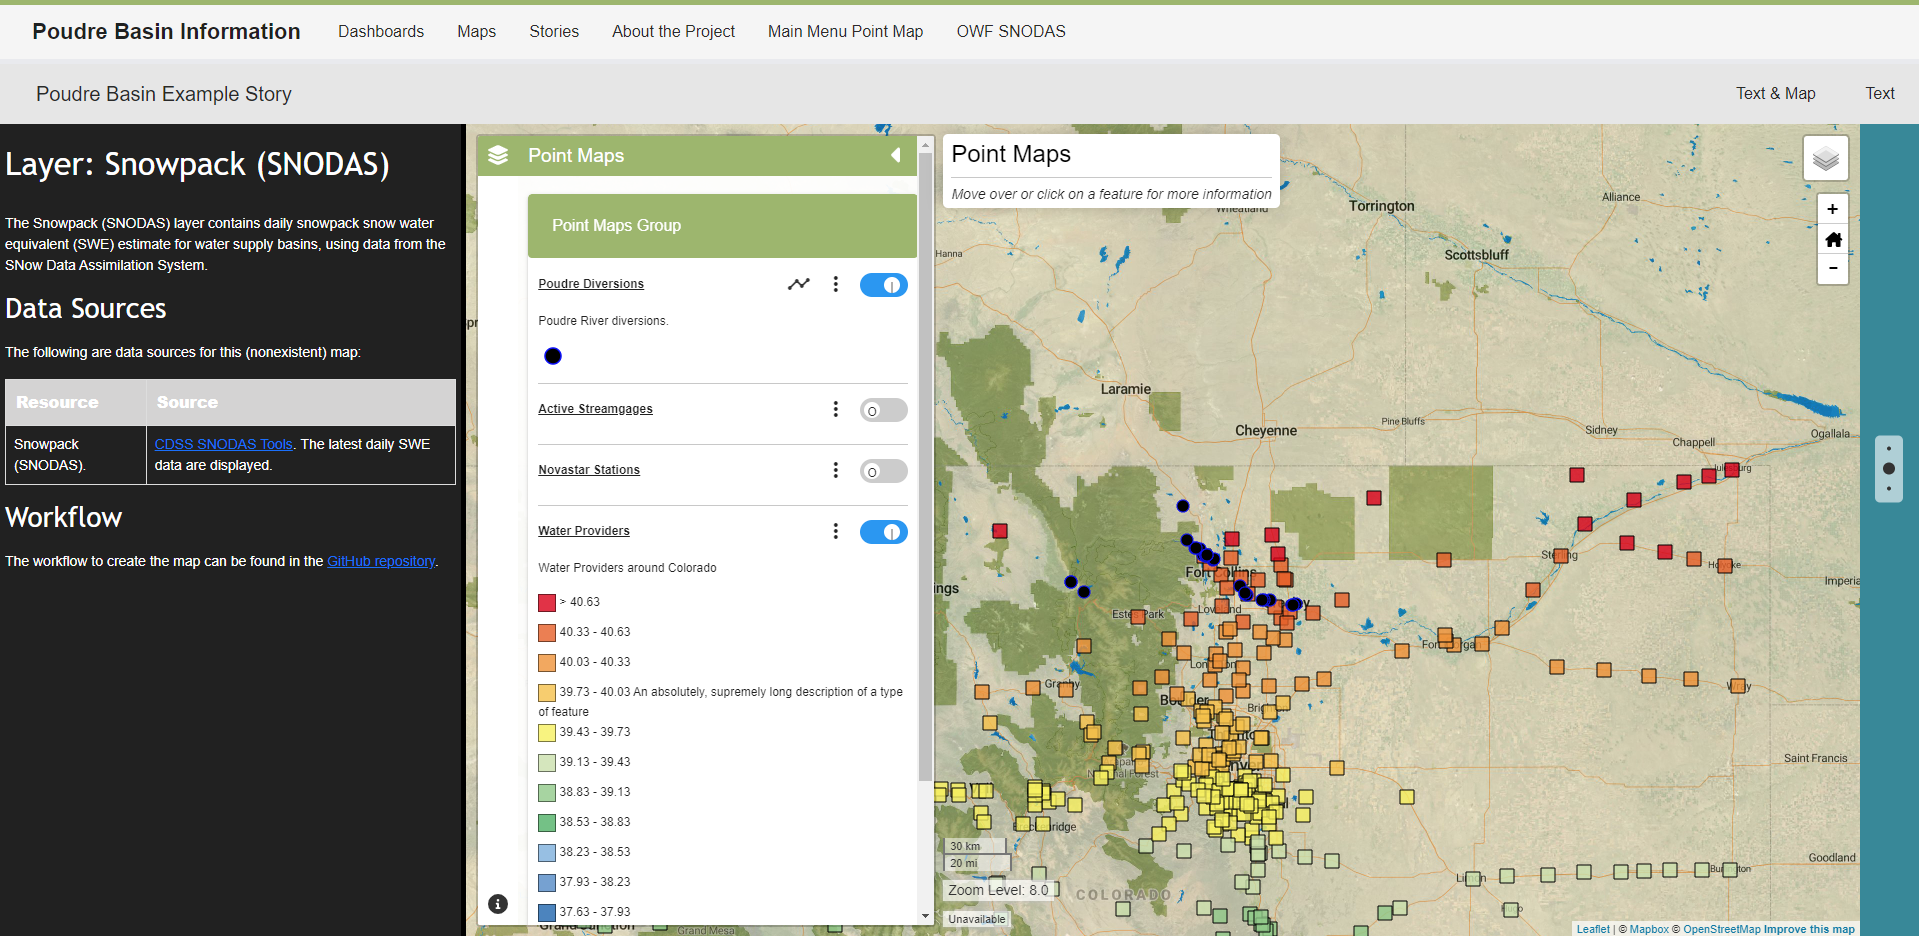 Poudre Basin Information
Dashboards
Maps
Stories
About the Project
Main Menu Point Map
OWF SNODAS
Poudre Basin Example Story
Text & Map
Text
Layer: Snowpack (SNODAS)
The Snowpack (SNODAS) layer contains daily snowpack snow water
equivalent (SWE) estimate for water supply basins, using data from the
SNow Data Assimilation System.
Data Sources
The following are data sources for this (nonexistent) map:
Resource
Source
Snowpack
(SNODAS).
CDSS SNODAS Tools. The latest daily SWE
data are displayed.
Workflow
The workflow to create the map can be found in the GitHub repository.
Point Maps
Point Maps Group
Poudre Diversions
Poudre River diversions.
Active Streamgages
Novastar Stations
Water Providers
Water Providers around Colorado
> 40.63
40.33 - 40.63
40.03 - 40.33
39.73 - 40.03 An absolutely, supremely long description of a type
of feature
39.43 - 39.73
39.13 - 39.43
38.83 - 39.13
38.53 - 38.83
38.23 - 38.53
37.93 - 38.23
37.63 - 37.93
Point Maps
Move over or click on a feature for more information
+
-
Wheatland
Torrington
Alliance
Hanna
Scottsbluff
Laramie
Cheyenne
Pine Bluffs
Sidney
Chappell
Ogallala
Julesburg
Sterling
Holyoke
Imperia
ngs
Fort Collins
Estes Park
Loveland
Granby
Boulder
Wray
Saint Francis
National Forest
Goodland
Burlington
Limon
Hugo
COLORADO
30 km
20 mi
Zoom Level: 8.0
Unavailable
Grand Mesa
Leaflet | © Mapbox © OpenStreetMap Improve this map